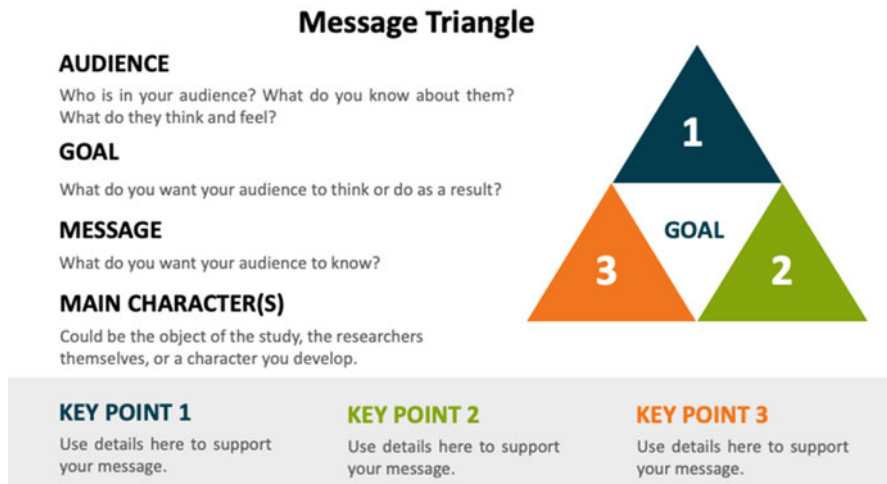 Message Triangle
AUDIENCE
Who is in your audience? What do you know about them?
What do they think and feel?
GOAL
What do you want your audience to think or do as a result?
MESSAGE
What do you want your audience to know?
MAIN CHARACTER(S)
Could be the object of the study, the researchers
themselves, or a character you develop.
1
GOAL
3
2
KEY POINT 1
Use details here to support
your message.
KEY POINT 2
Use details here to support
your message.
KEY POINT 3
Use details here to support
your message.